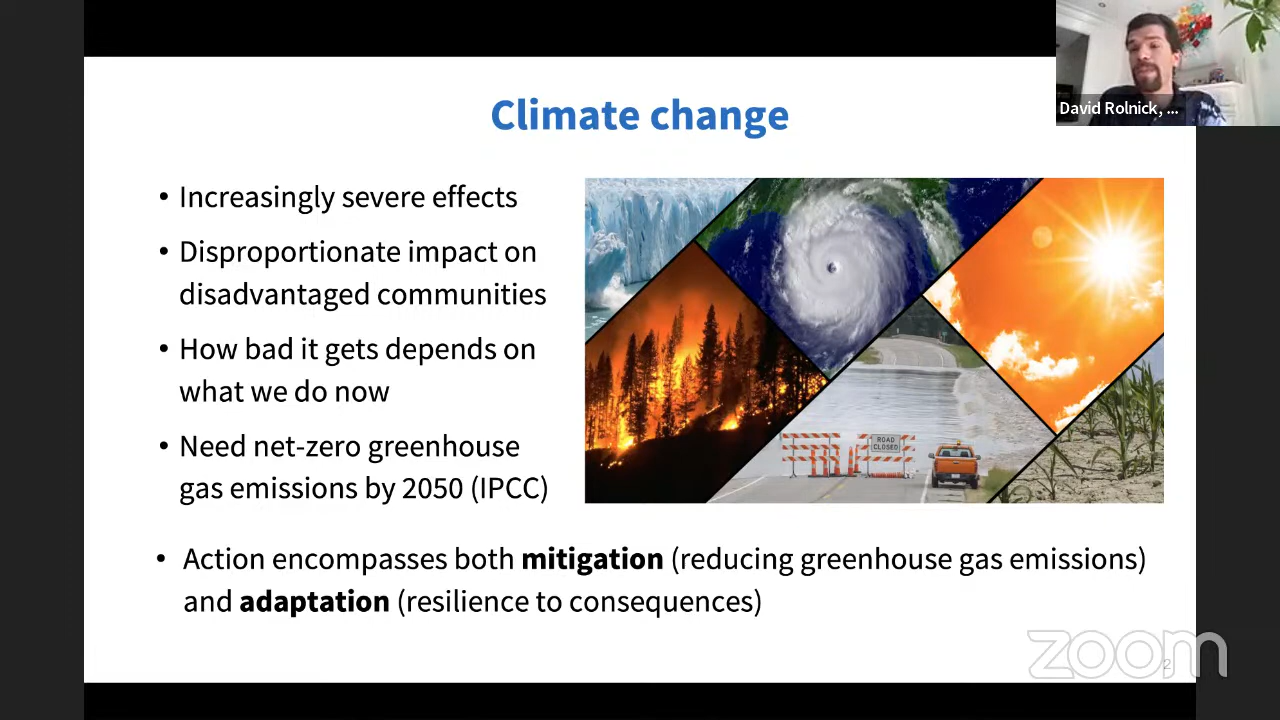 David Rolnick, ...
Climate change
• Increasingly severe effects
• Disproportionate impact on
disadvantaged communities
• How bad it gets depends on
what we do now
• Need net-zero greenhouse
gas emissions by 2050 (IPCC)
ROAD
CLOSED
• Action encompasses both mitigation (reducing greenhouse gas emissions)
and adaptation (resilience to consequences)
zoom
2